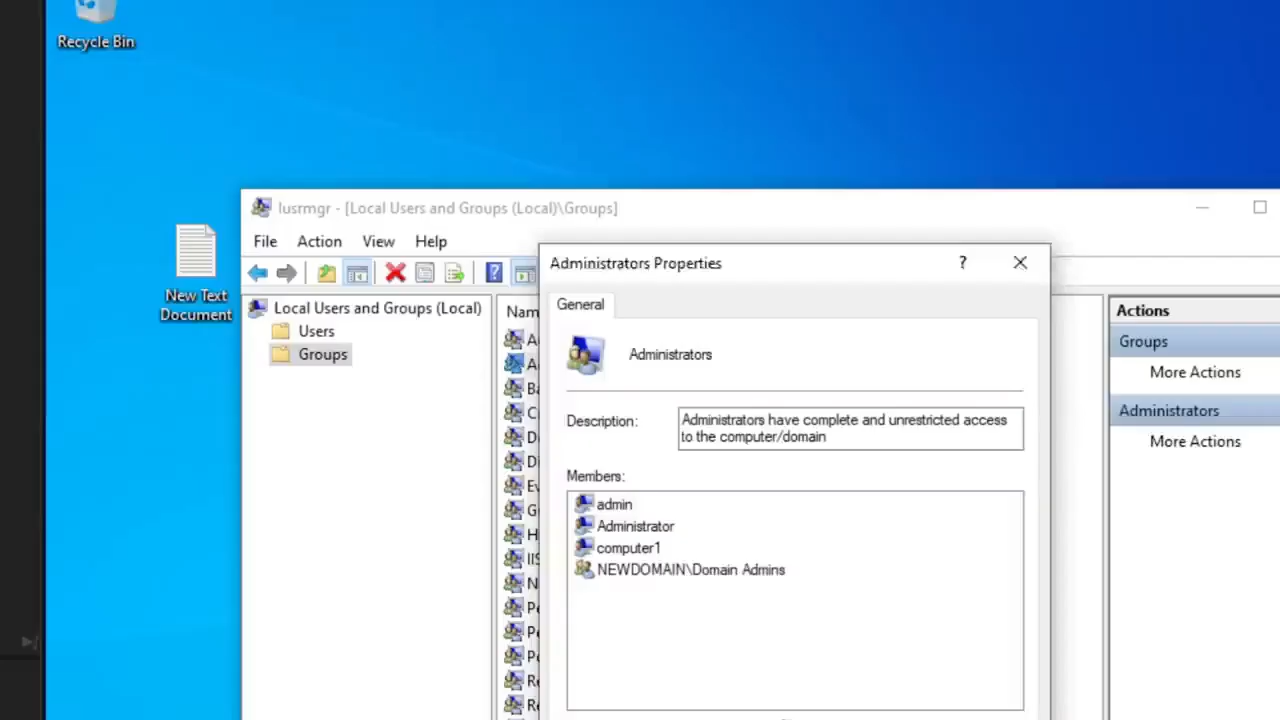 Recycle Bin
New Text
Document
lusrmgr - [Local Users and Groups (Local)\Groups]
File Action View Help
Local Users and Groups (Local)
Users
Groups
Administrators Properties
General
Administrators
Description:
Administrators have complete and unrestricted access
to the computer/domain
Members:
admin
Administrator
computer1
NEWDOMAIN\Domain Admins
Actions
Groups
More Actions
Administrators
More Actions